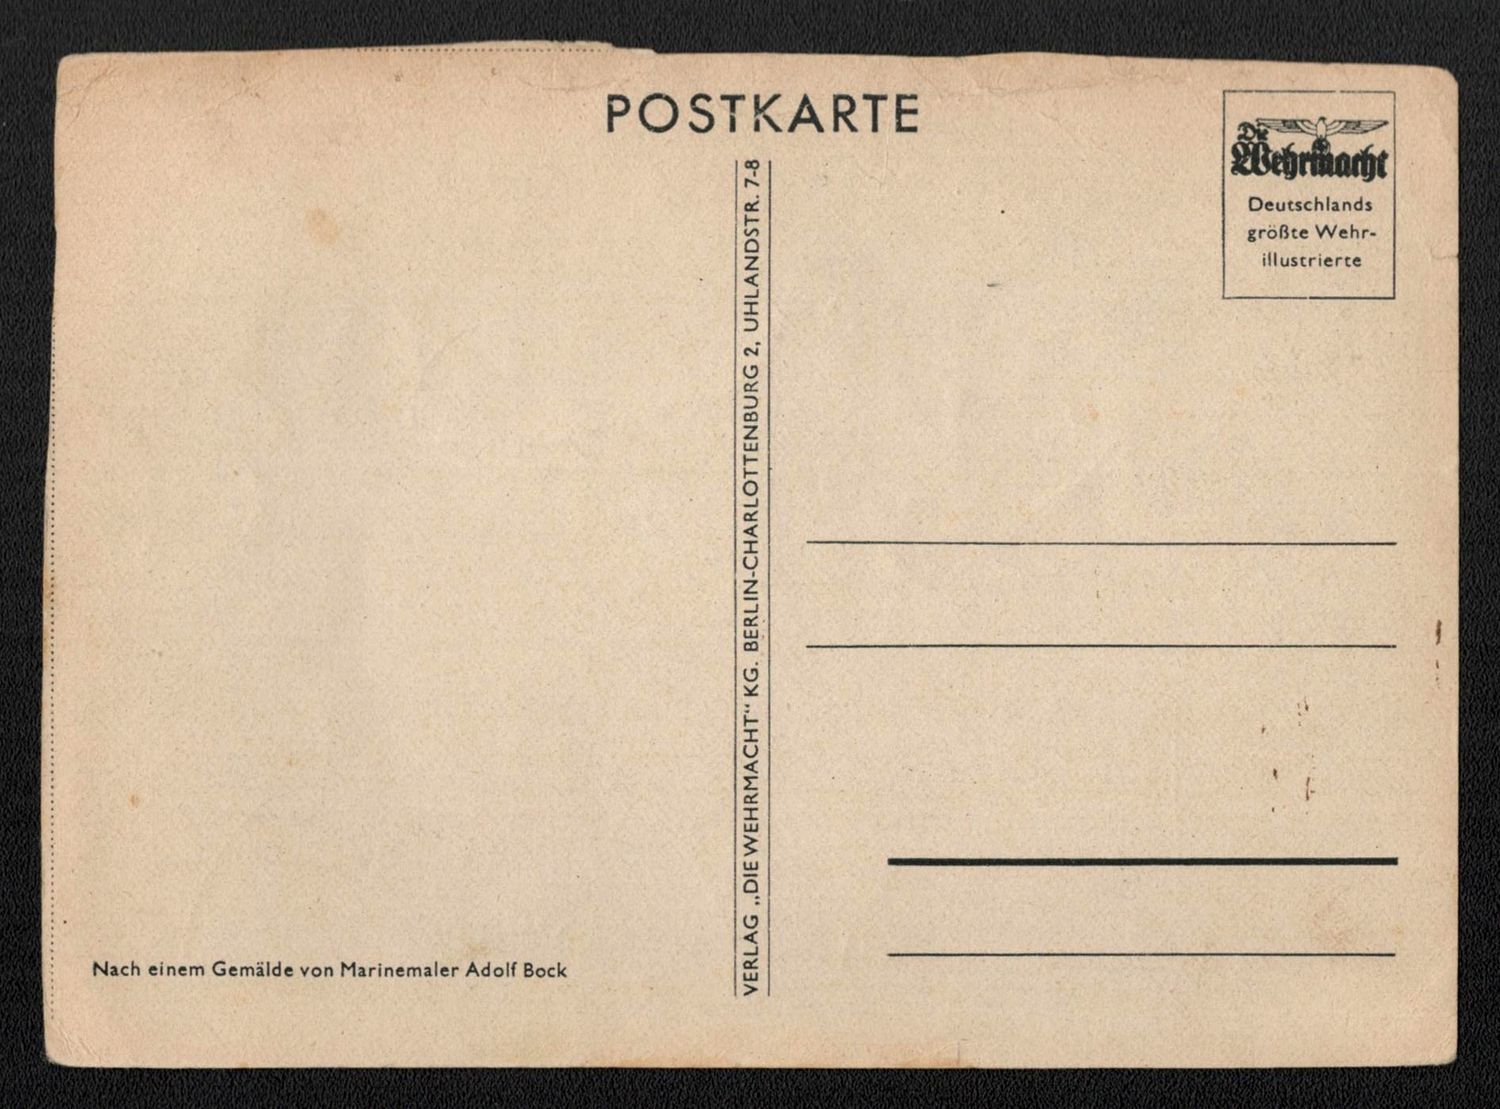 POSTKARTE
Die
Wehrmacht
Deutschlands
größte Wehr-
illustrierte
VERLAG „DIE WEHRMACHT“ KG. BERLIN-CHARLOTTENBURG 2, UHLANDSTR. 7-8
Nach einem Gemälde von Marinemaler Adolf Bock